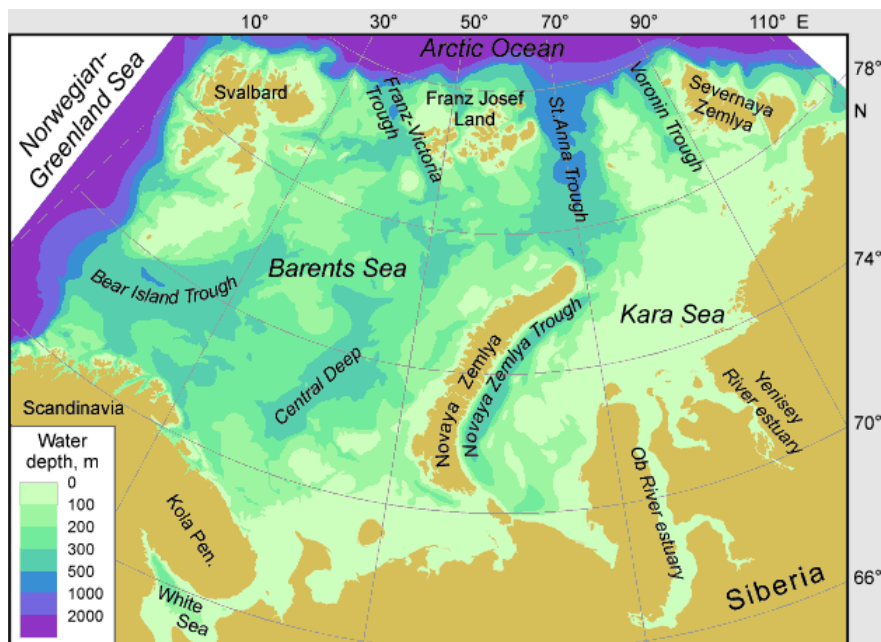 10° 30° 50° 70° 90° 110° E
Arctic Ocean
78°
N
Norwegian-
Greenland Sea
Svalbard
Franz-Victoria
Trough
Franz Josef
Land
St.Anna Trough
Voronin Trough
Severnaya
Zemlya
74°
Bear Island Trough
Barents Sea
Kara Sea
Central Deep
Novaya Zemlya
Novaya Zemlya Trough
Yenisey
River estuary
70°
Scandinavia
Ob River estuary
Water
depth, m
0
100
200
300
500
1000
2000
Kola Pen.
White
Sea
Siberia
66°